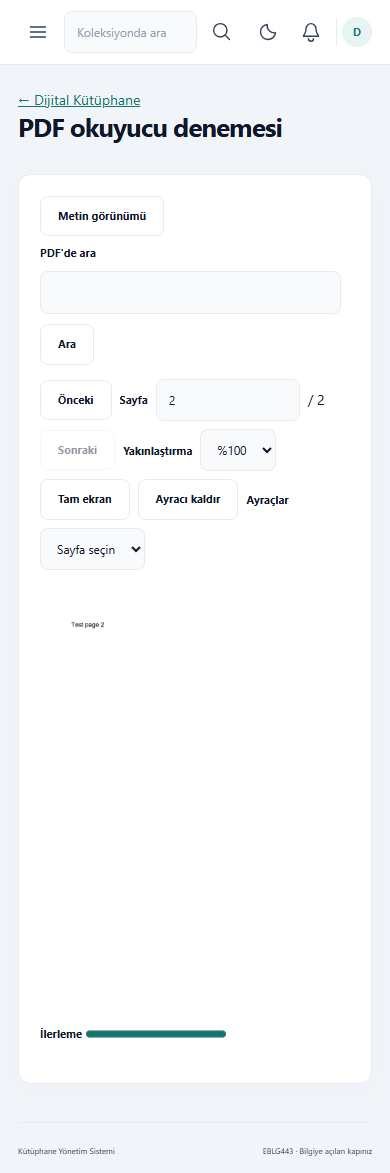 Koleksiyonda ara
D
← Dijital Kütüphane
PDF okuyucu denemesi
Metin görünümü
PDF'de ara
Ara
Önceki Sayfa 2 / 2
Sonraki Yakınlaştırma %100
Tam ekran Ayracı kaldır Ayraçlar
Sayfa seçin
Test page 2
İlerleme
Kütüphane Yönetim Sistemi EBLG443 · Bilgiye açılan kapınız